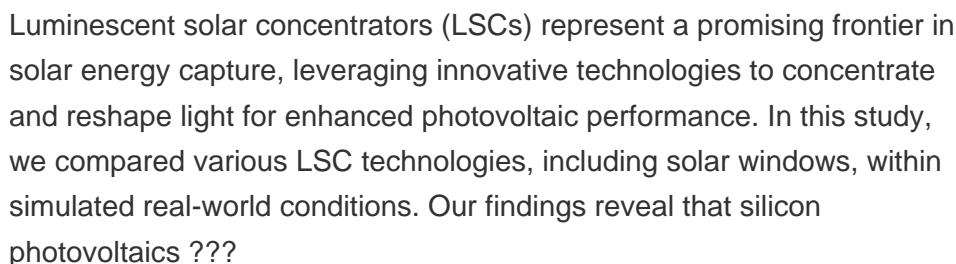 Luminescent solar concentrators (LSCs) represent a promising frontier in
solar energy capture, leveraging innovative technologies to concentrate
and reshape light for enhanced photovoltaic performance. In this study,
we compared various LSC technologies, including solar windows, within
simulated real-world conditions. Our findings reveal that silicon
photovoltaics ???